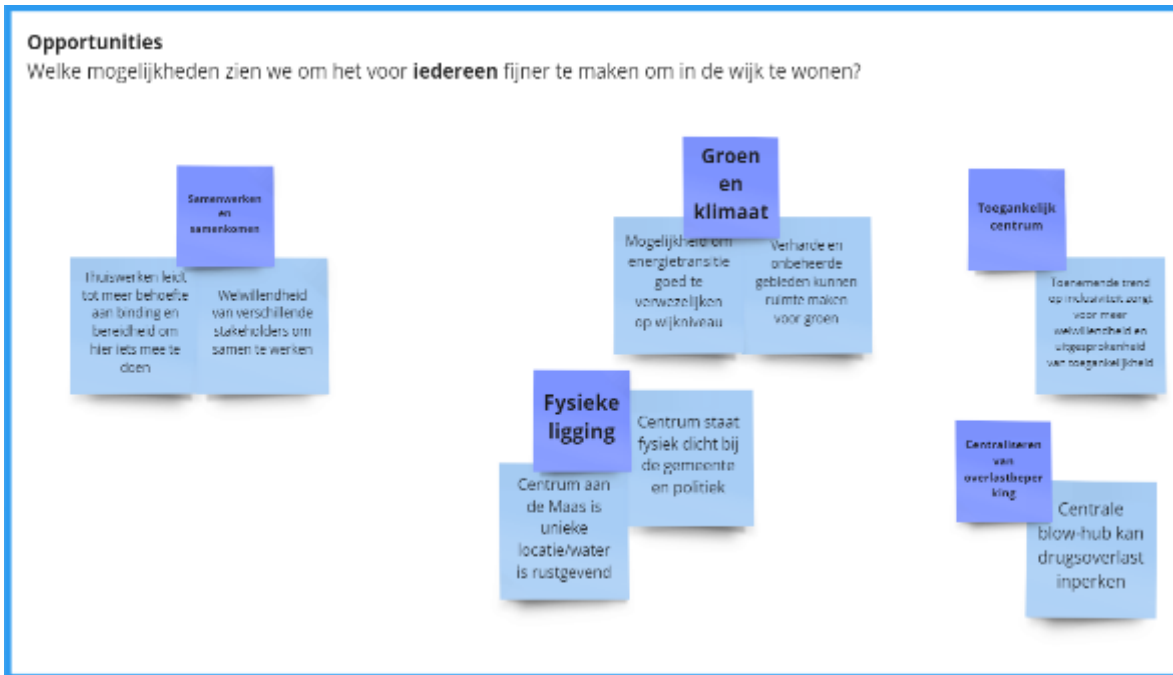 Opportunities
Welke mogelijkheden zien we om het voor iedereen fijner te maken om in de wijk te wonen?
Samenwerken
en
samenkomen
Thuiswerken leidt
tot meer behoefte
aan binding en
bereidheid om
hier iets mee te
doen
Welwillendheid
van verschillende
stakeholders om
samen te werken
Groen
en
klimaat
Mogelijkheid om
energietransitie
goed te
verwezelijken
op wijkniveau
Verharde en
onbeheerde
gebieden kunnen
ruimte maken
voor groen
Fysieke
ligging
Centrum aan
de Maas is
unieke
locatie/water
is rustgevend
Centrum staat
fysiek dicht bij
de gemeente
en politiek
Toegankelijk
centrum
Toenemende trend
op inclusiviteit zorgt
voor meer
welwillendheid en
uitgesprokenheid
van toegankelijkheid
Centraliseren
van
overlastbeper
king
Centrale
blow-hub kan
drugsoverlast
inperken